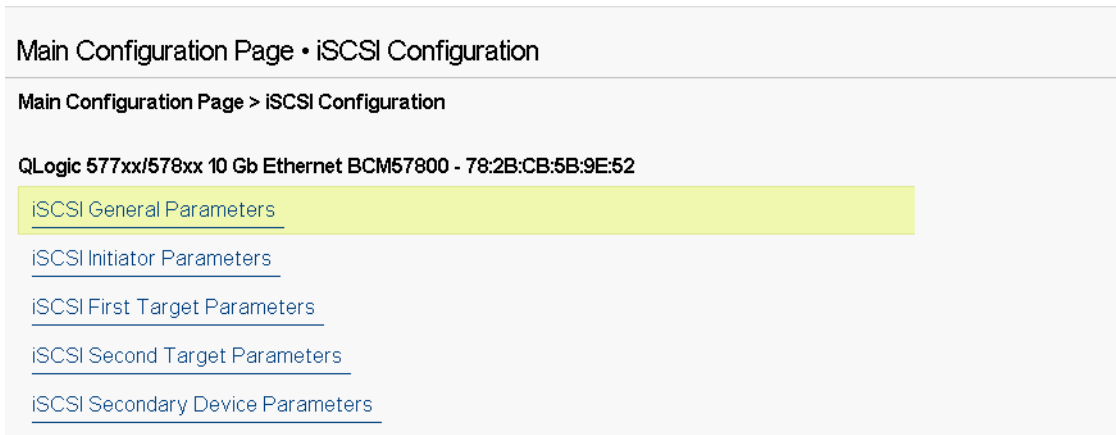 Main Configuration Page • iSCSI Configuration
Main Configuration Page > iSCSI Configuration
QLogic 577xx/578xx 10 Gb Ethernet BCM57800 - 78:2B:CB:5B:9E:52
iSCSI General Parameters
iSCSI Initiator Parameters
iSCSI First Target Parameters
iSCSI Second Target Parameters
iSCSI Secondary Device Parameters